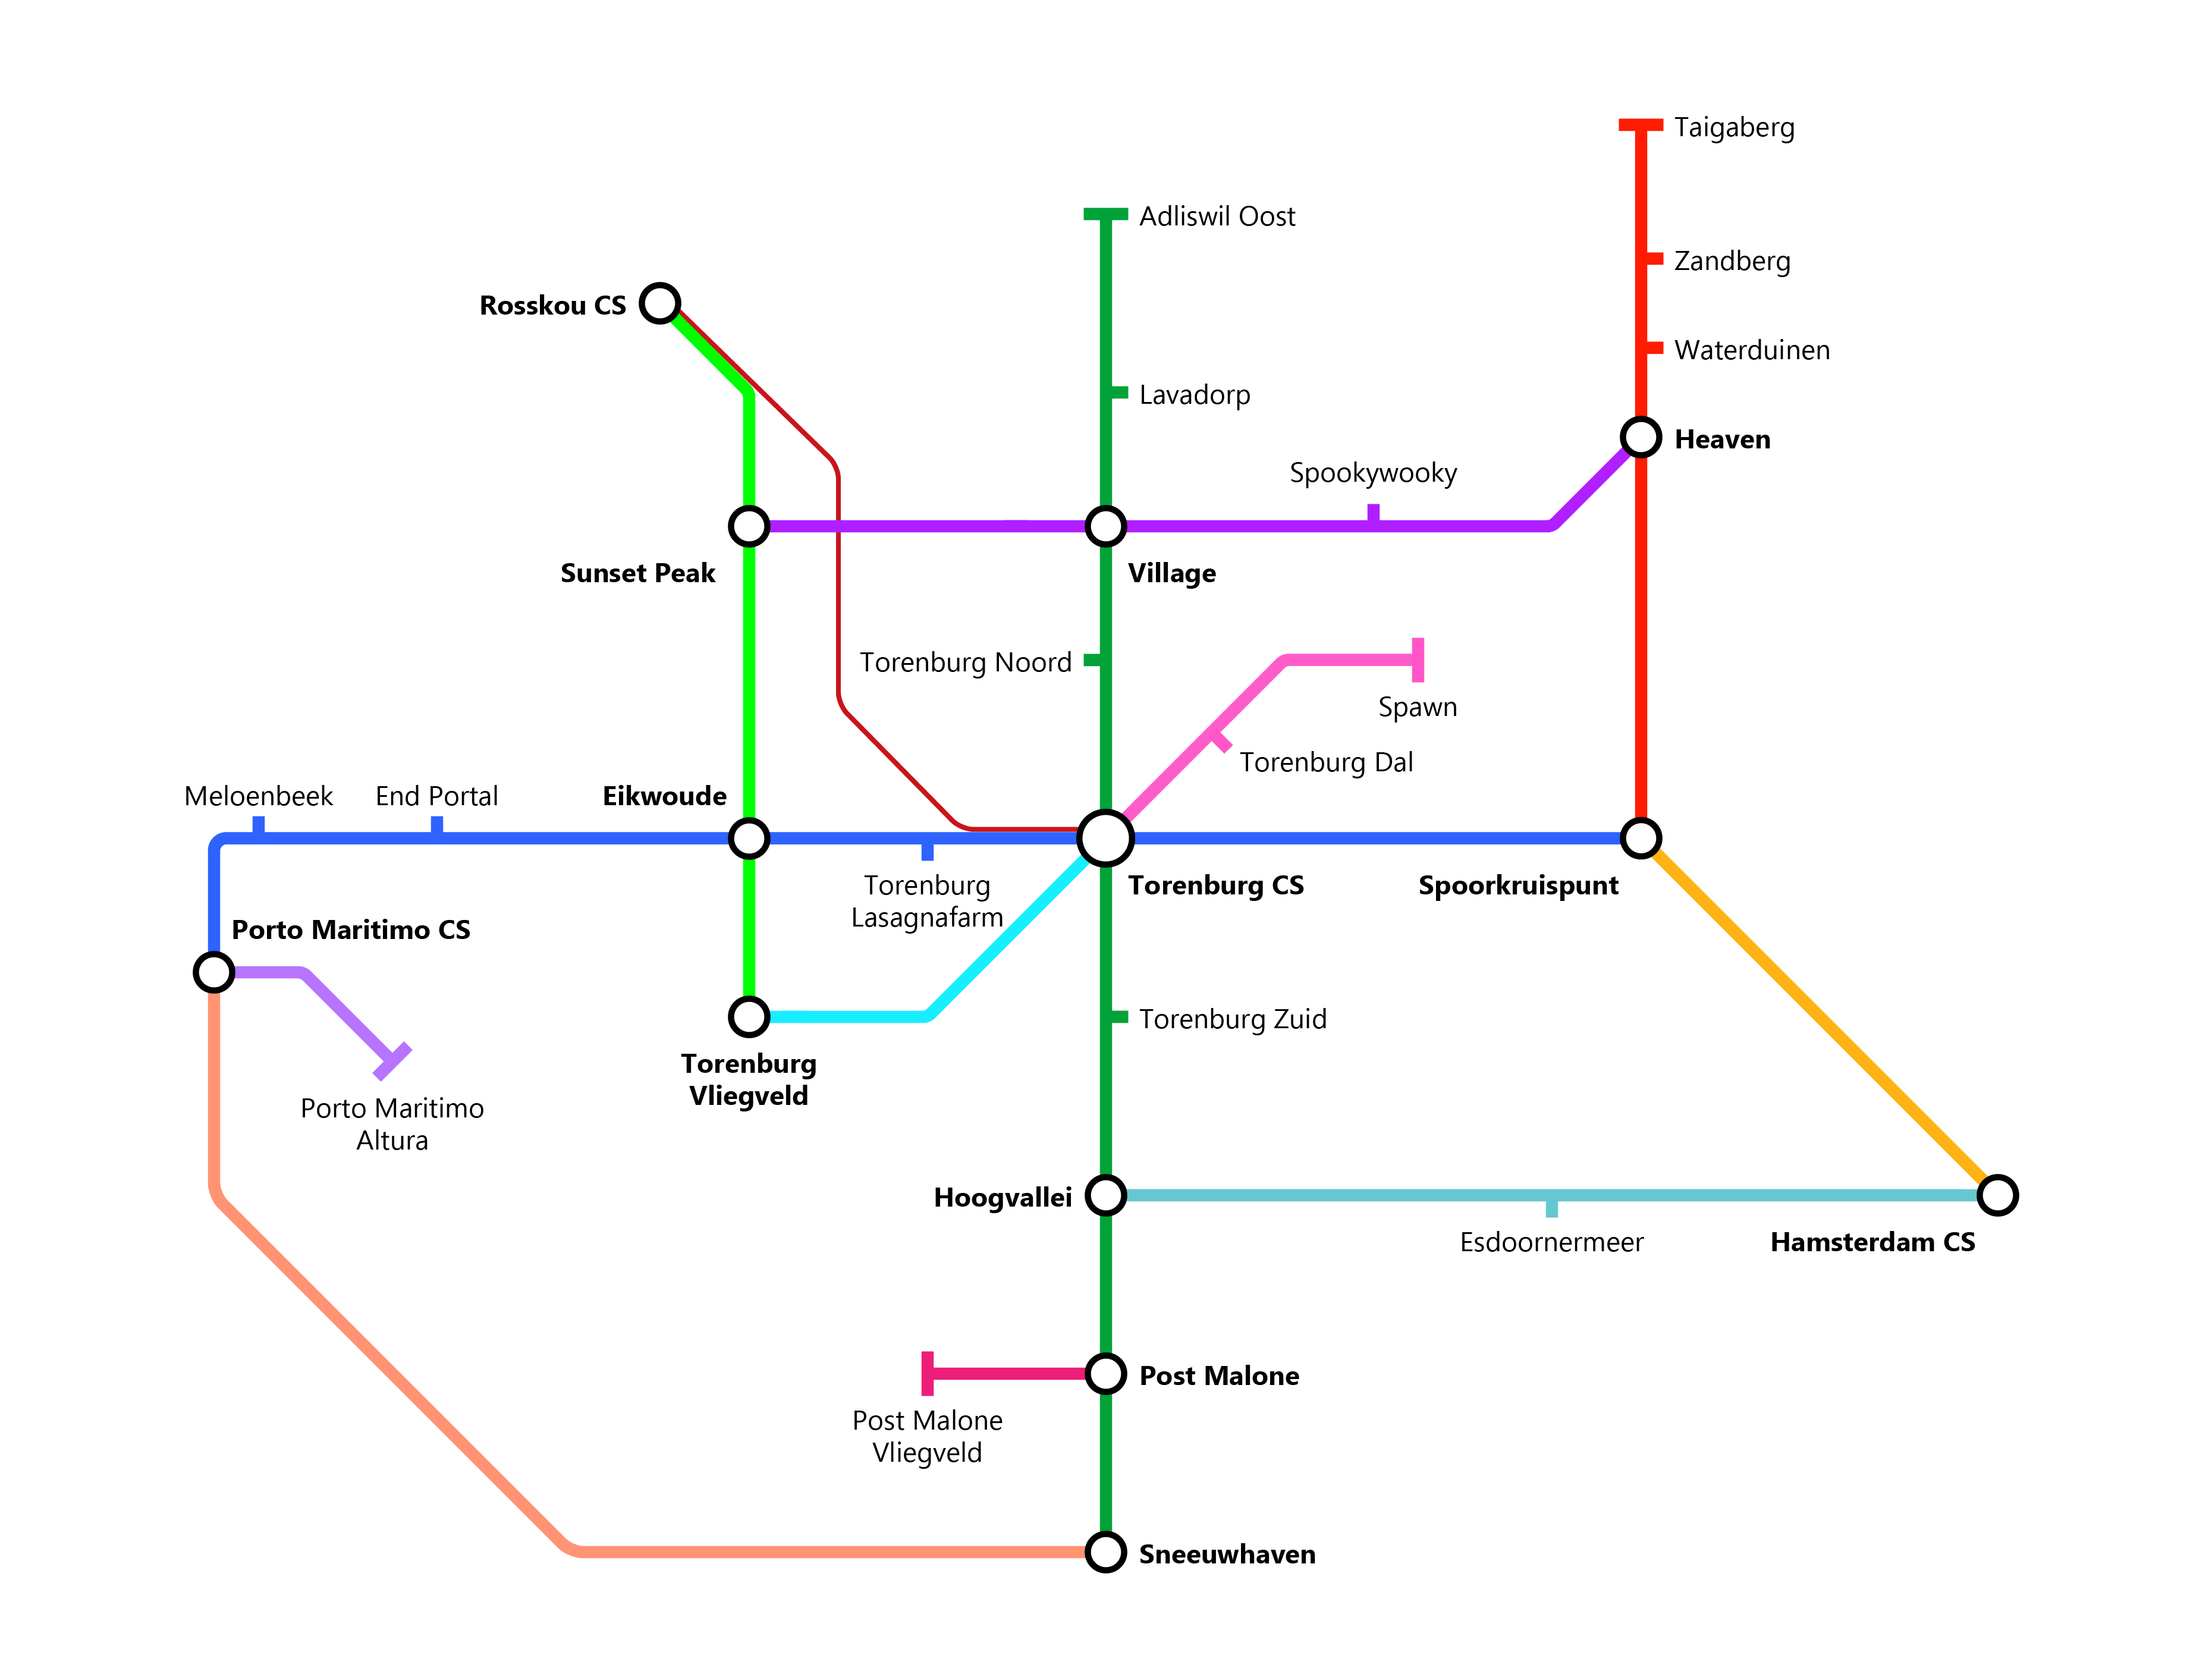 Taigaberg
Adliswil Oost
Zandberg
Rosskou CS
Waterduinen
Lavadorp
Heaven
Spookywooky
Sunset Peak
Village
Torenburg Noord
Spawn
Torenburg Dal
Meloenbeek
End Portal
Eikwoude
Torenburg
Lasagnafarm
Torenburg CS
Spoorkruispunt
Porto Maritimo CS
Torenburg Zuid
Torenburg
Vliegveld
Porto Maritimo
Altura
Hoogvallei
Esdoornermeer
Hamsterdam CS
Post Malone
Post Malone
Vliegveld
Sneeuwhaven